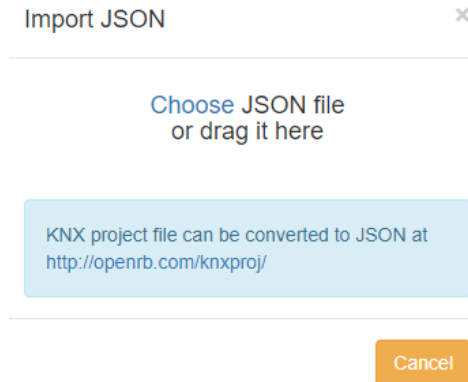 Import JSON
×
Choose JSON file
or drag it here
KNX project file can be converted to JSON at
http://openrb.com/knxproj/
Cancel